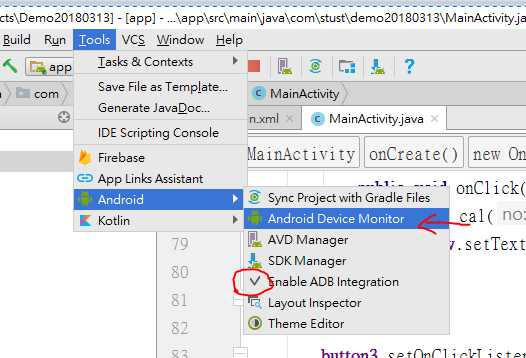 ects\Demo20180313] - [app] - ...\app\src\main\java\com\stust\demo20180313\MainActivity.j
Build Run Tools VCS Window Help
app
com
MainActivity
Tasks & Contexts
Save File as Template...
Generate JavaDoc...
IDE Scripting Console
Firebase
App Links Assistant
Android
Kotlin
n.xml
MainActivity.java
MainActivity onCreate() new On
Sync Project with Gradle Files
Android Device Monitor
AVD Manager
SDK Manager
Enable ADB Integration
Layout Inspector
Theme Editor
public void onClick(
cal( no:
79 w.setText
80
81
82
83 button3.setOnClickListen